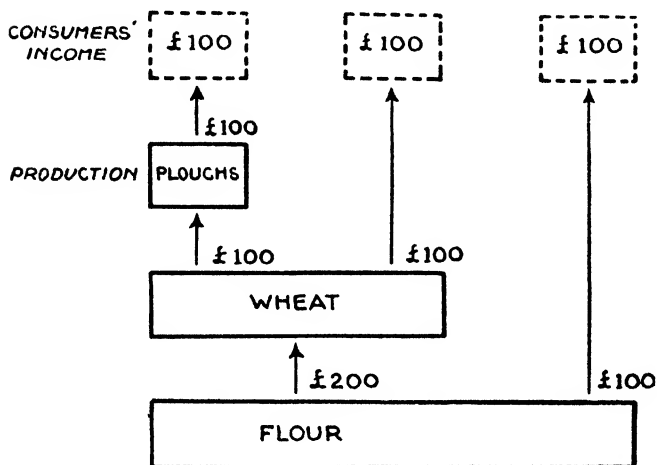 CONSUMERS' INCOME
£100 £100 £100
£100
PRODUCTION PLOUGHS
£100 £100
WHEAT
£200 £100
FLOUR